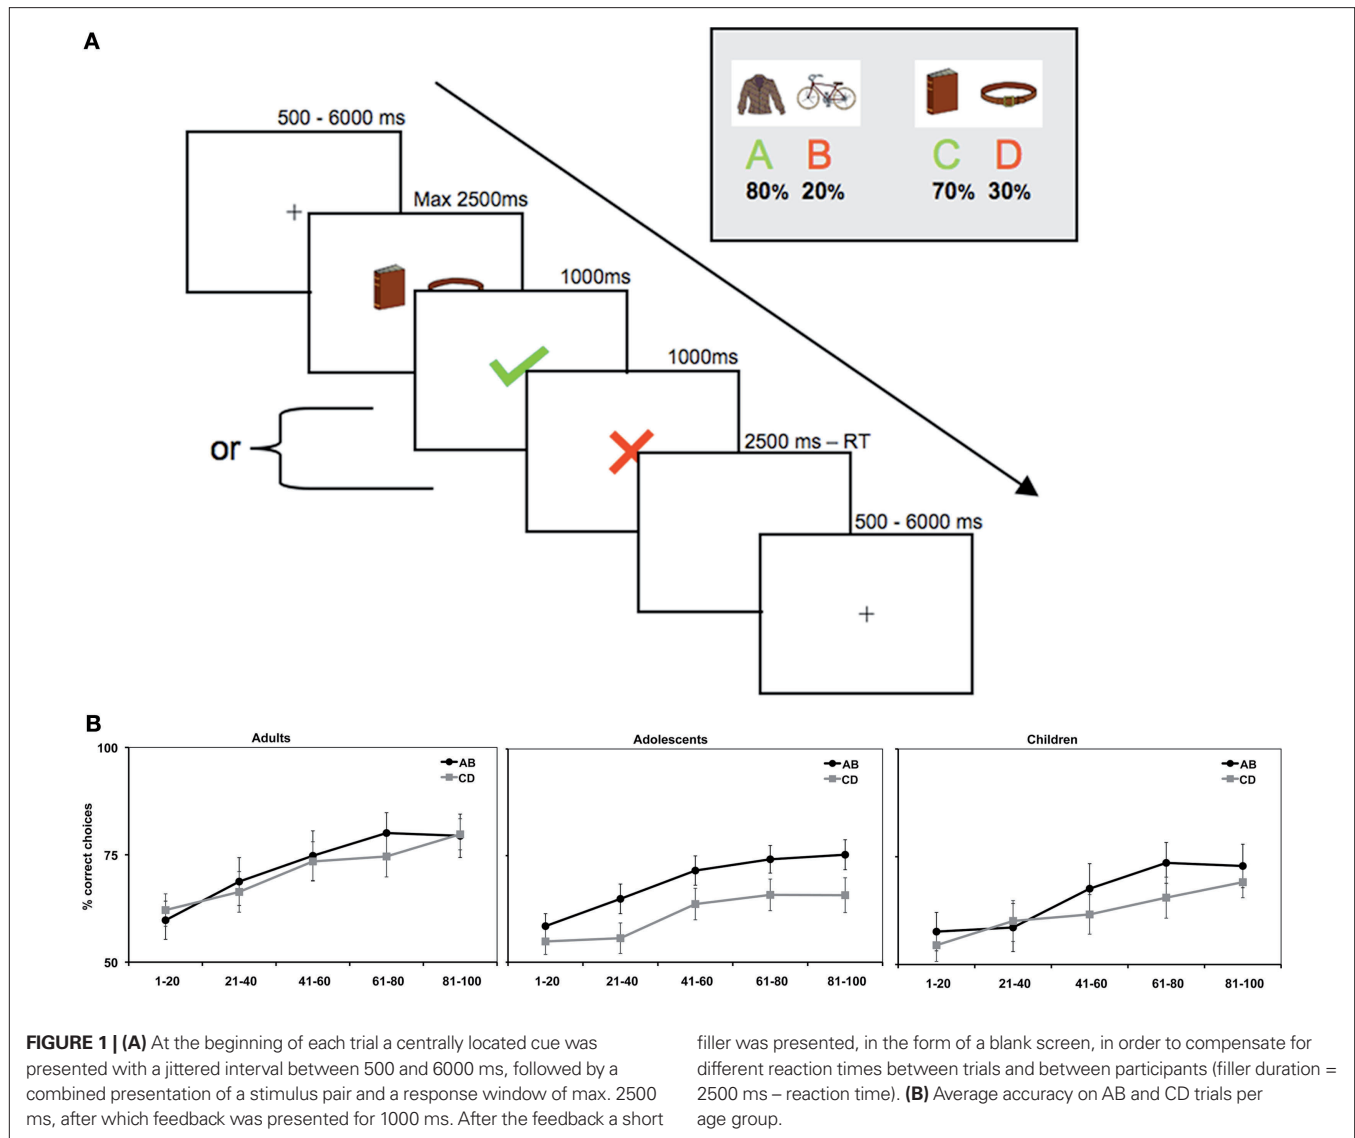 A
500 - 6000 ms
Max 2500ms
1000ms
1000ms
2500 ms – RT
500 - 6000 ms
or
A B C D
80% 20% 70% 30%
B
Adults
Adolescents
Children
AB
CD
AB
CD
AB
CD
% correct choices
100
75
50
1-20 21-40 41-60 61-80 81-100
1-20 21-40 41-60 61-80 81-100
1-20 21-40 41-60 61-80 81-100
FIGURE 1 | (A) At the beginning of each trial a centrally located cue was
presented with a jittered interval between 500 and 6000 ms, followed by a
combined presentation of a stimulus pair and a response window of max. 2500
ms, after which feedback was presented for 1000 ms. After the feedback a short
filler was presented, in the form of a blank screen, in order to compensate for
different reaction times between trials and between participants (filler duration =
2500 ms – reaction time). (B) Average accuracy on AB and CD trials per
age group.